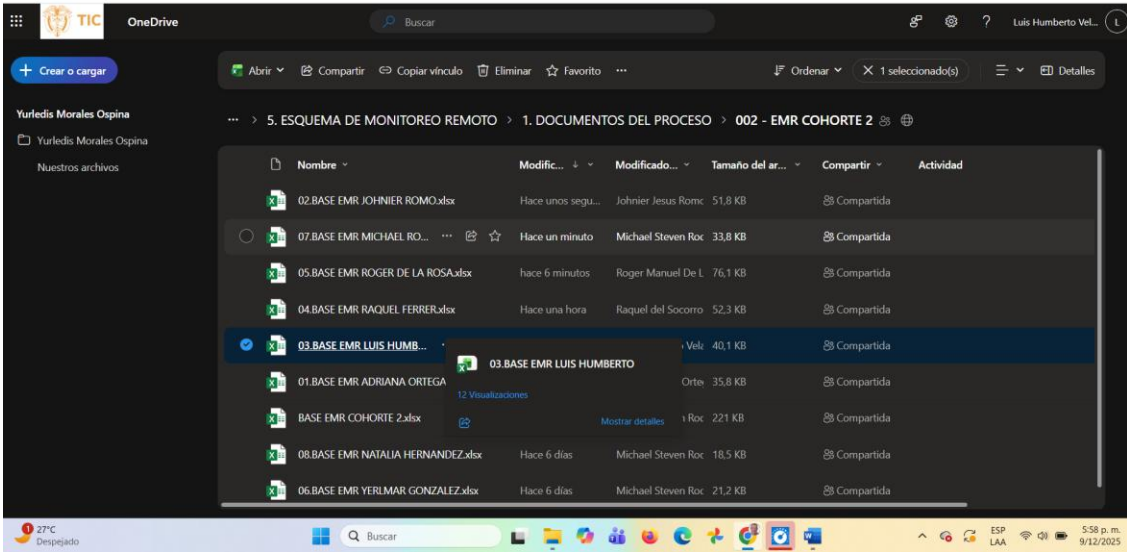 TIC OneDrive Buscar Luis Humberto Vel... L
+ Crear o cargar Abrir Compartir Copiar vínculo Eliminar Favorito ... Ordenar 1 seleccionado(s) Detalles
Yurledis Morales Ospina
Yurledis Morales Ospina
Nuestros archivos
... > 5. ESQUEMA DE MONITOREO REMOTO > 1. DOCUMENTOS DEL PROCESO > 002 - EMR COHORTE 2
Nombre Modific... Modificado... Tamaño del ar... Compartir Actividad
02.BASE EMR JOHNIER ROMO.xlsx Hace unos segu... Johnier Jesus Romc 51,8 KB Compartida
07.BASE EMR MICHAEL RO... ... Hace un minuto Michael Steven Roc 33,8 KB Compartida
05.BASE EMR ROGER DE LA ROSA.xlsx hace 6 minutos Roger Manuel De L 76,1 KB Compartida
04.BASE EMR RAQUEL FERRER.xlsx Hace una hora Raquel del Socorro 52,3 KB Compartida
03.BASE EMR LUIS HUMB... Vela 40,1 KB Compartida
03.BASE EMR LUIS HUMBERTO
01.BASE EMR ADRIANA ORTEGA Orte 35,8 KB Compartida
12 Visualizaciones
BASE EMR COHORTE 2.xlsx Roc 221 KB Compartida
Mostrar detalles
08.BASE EMR NATALIA HERNANDEZ.xlsx Hace 6 días Michael Steven Roc 18,5 KB Compartida
06.BASE EMR YERLMAR GONZALEZ.xlsx Hace 6 días Michael Steven Roc 21,2 KB Compartida
1 27°C
Despejado
Buscar
ESP
LAA
5:58 p. m.
9/12/2025